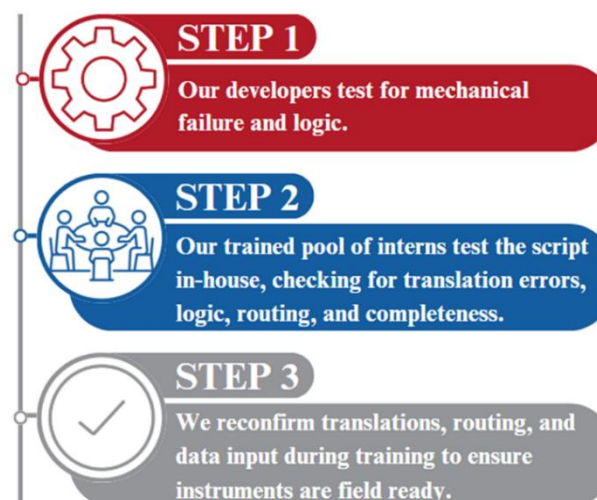 STEP 1
Our developers test for mechanical
failure and logic.
STEP 2
Our trained pool of interns test the script
in-house, checking for translation errors,
logic, routing, and completeness.
STEP 3
We reconfirm translations, routing, and
data input during training to ensure
instruments are field ready.